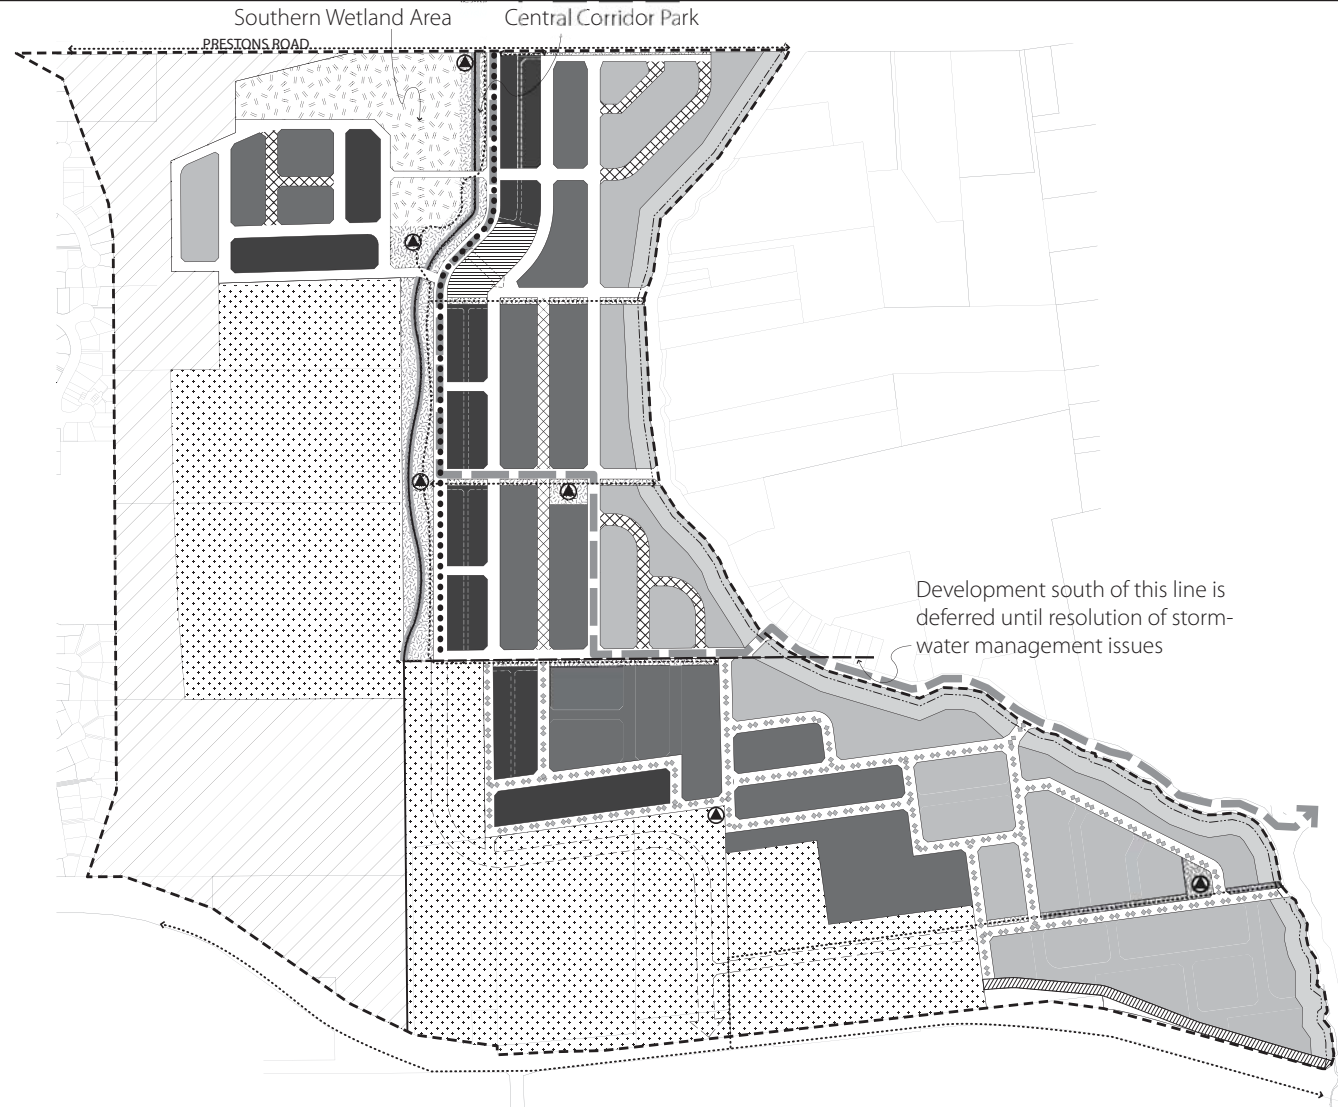 Southern Wetland Area
Central Corridor Park
PRESTONS ROAD
Development south of this line is
deferred until resolution of storm-
water management issues